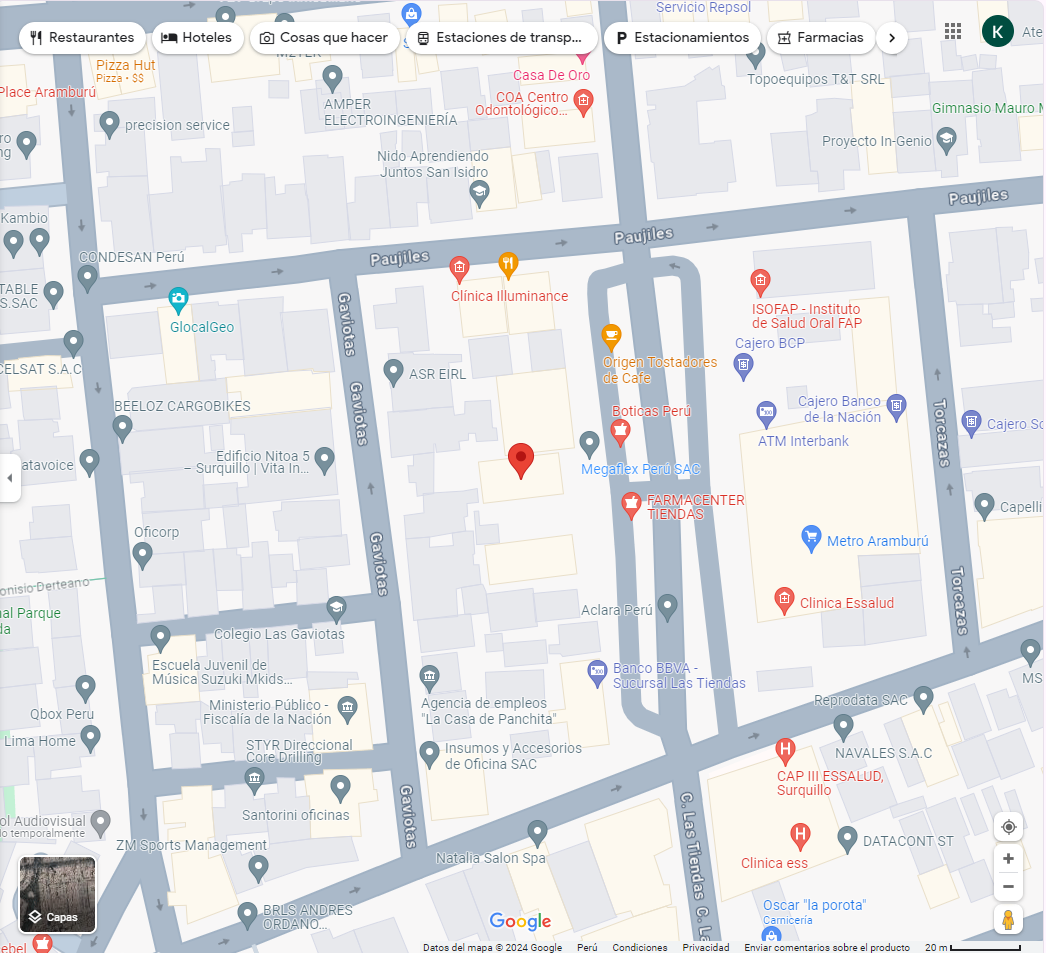 Servicio Repsol
Restaurantes
Hoteles
Cosas que hacer
Estaciones de transp...
Estacionamientos
Farmacias
K
Pizza Hut
Pizza • $$
Place Aramburú
AMPER
ELECTROINGENIERÍA
Casa De Oro
COA Centro
Odontológico...
Topoequipos T&T SRL
Gimnasio Mauro M
precision service
Proyecto In-Genio
Nido Aprendiendo
Juntos San Isidro
Kambio
Paujiles
Paujiles
Paujiles
CONDESAN Perú
TABLE
S.SAC
GlocalGeo
Clínica Illuminance
ISOFAP - Instituto
de Salud Oral FAP
Gaviotas
Cajero BCP
Origen Tostadores
de Cafe
CELSAT S.A.C
ASR EIRL
BEELOZ CARGOBIKES
Gaviotas
Boticas Perú
Cajero Banco
de la Nación
ATM Interbank
Torcazas
Cajero Sc
atavoice
Edificio Nitoa 5
– Surquillo | Vita In...
Megaflex Perú SAC
FARMACENTER
TIENDAS
Capelli
Oficorp
Gaviotas
Metro Aramburú
onisio Derteano
Torcazas
al Parque
da
Aclara Perú
Clinica Essalud
Colegio Las Gaviotas
Escuela Juvenil de
Música Suzuki Mkids...
Banco BBVA -
Sucursal Las Tiendas
MS
Qbox Peru
Ministerio Público -
Fiscalía de la Nación
Agencia de empleos
"La Casa de Panchita"
Reprodata SAC
Lima Home
STYR Direccional
Core Drilling
Insumos y Accesorios
de Oficina SAC
NAVALES S.A.C
CAP III ESSALUD,
Surquillo
Santorini oficinas
Gaviotas
C. Las Tiendas
ol Audiovisual
do temporalmente
ZM Sports Management
Natalia Salon Spa
DATACONT ST
Clinica ess
Capas
BRLS ANDRES
ORDANO...
Google
Oscar "la porota"
Carnicería
ebel
Datos del mapa © 2024 Google
Perú
Condiciones
Privacidad
Enviar comentarios sobre el producto
20 m